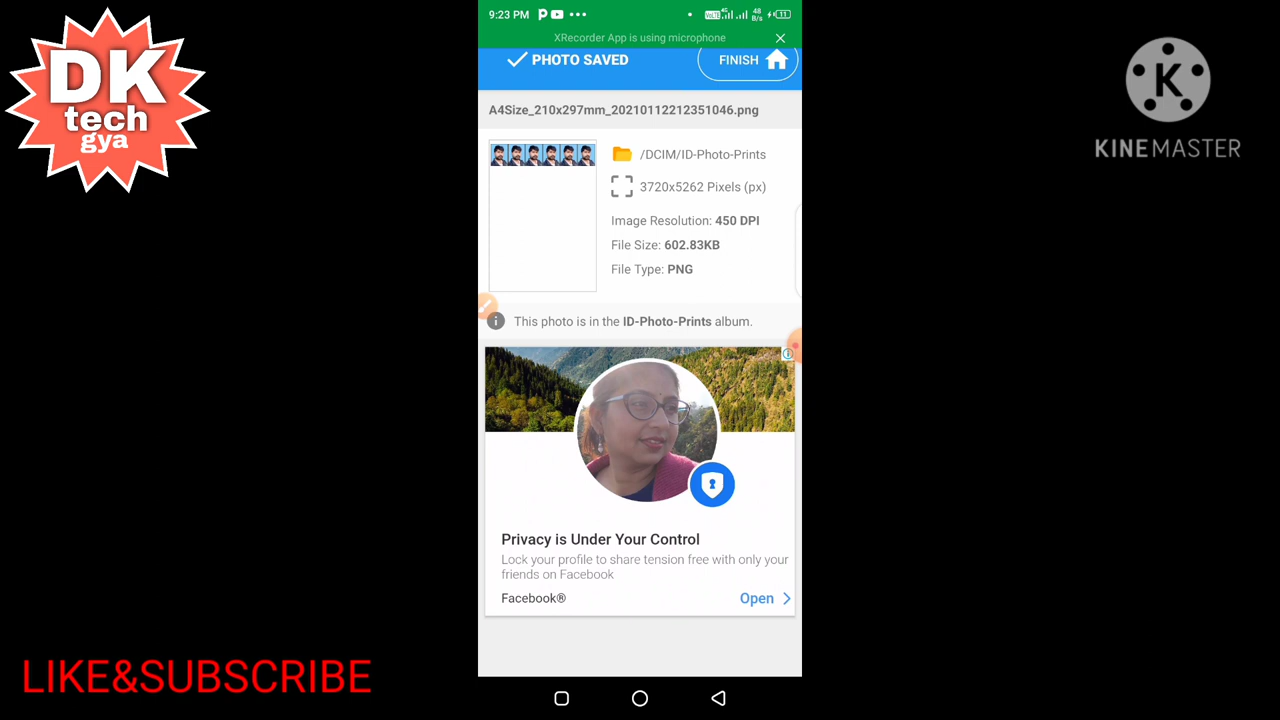 DK
tech
gya
9:23 PM
48
B/s
11
XRecorder App is using microphone
PHOTO SAVED
FINISH
A4Size_210x297mm_20210112212351046.png
/DCIM/ID-Photo-Prints
3720x5262 Pixels (px)
Image Resolution: 450 DPI
File Size: 602.83KB
File Type: PNG
This photo is in the ID-Photo-Prints album.
Privacy is Under Your Control
Lock your profile to share tension free with only your
friends on Facebook
Facebook®
Open
K
KINEMASTER
LIKE&SUBSCRIBE